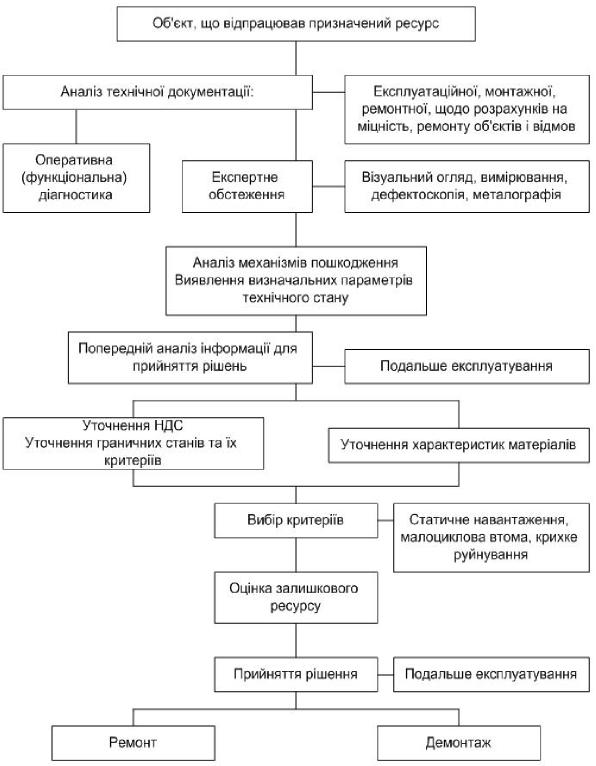 Об'єкт, що відпрацював призначений ресурс
Аналіз технічної документації:
Експлуатаційної, монтажної,
ремонтної, щодо розрахунків на
міцність, ремонту об'єктів і відмов
Оперативна
(функціональна)
діагностика
Експертне
обстеження
Візуальний огляд, вимірювання,
дефектоскопія, металографія
Аналіз механізмів пошкодження
Виявлення визначальних параметрів
технічного стану
Попередній аналіз інформації для
прийняття рішень
Подальше експлуатування
Уточнення НДС
Уточнення граничних станів та їх
критеріїв
Уточнення характеристик матеріалів
Вибір критеріїв
Статичне навантаження,
малоциклова втома, крихке
руйнування
Оцінка залишкового
ресурсу
Прийняття рішення
Подальше експлуатування
Ремонт
Демонтаж